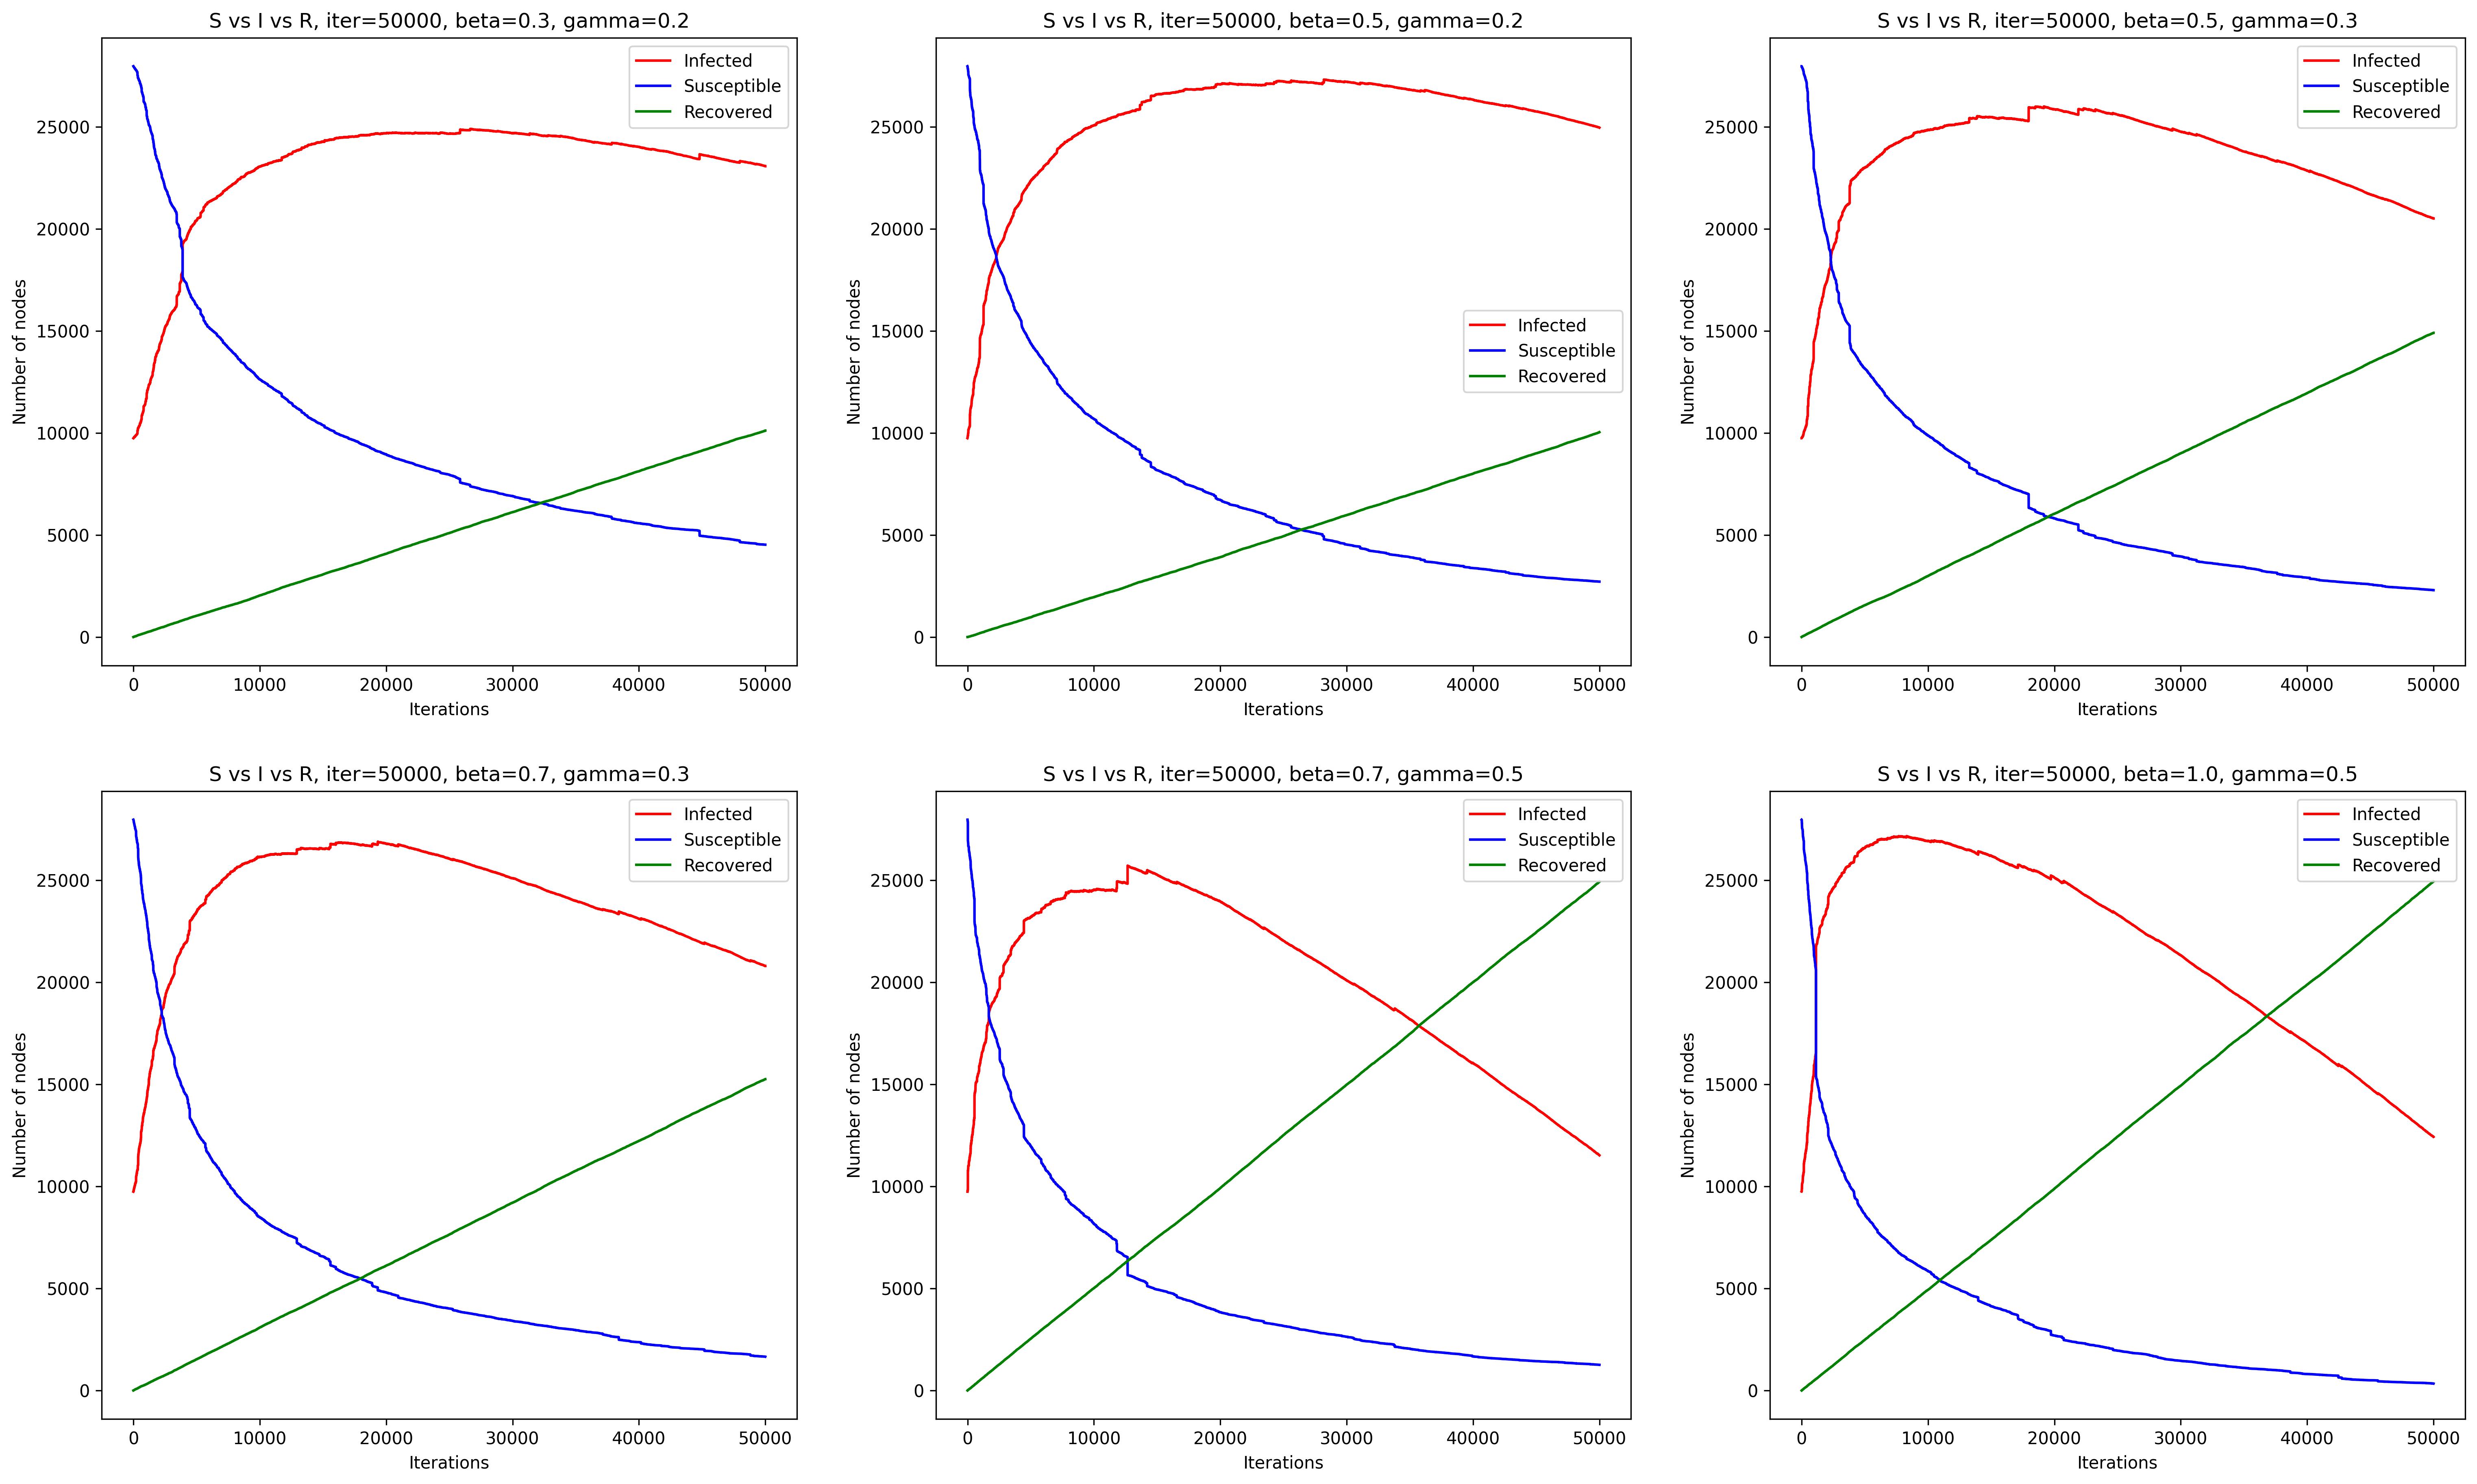 S vs I vs R, iter=50000, beta=0.3, gamma=0.2
Infected
Susceptible
Recovered
25000
20000
15000
10000
5000
0
Number of nodes
0 10000 20000 30000 40000 50000
Iterations
S vs I vs R, iter=50000, beta=0.5, gamma=0.2
Infected
Susceptible
Recovered
25000
20000
15000
10000
5000
0
Number of nodes
0 10000 20000 30000 40000 50000
Iterations
S vs I vs R, iter=50000, beta=0.5, gamma=0.3
Infected
Susceptible
Recovered
25000
20000
15000
10000
5000
0
Number of nodes
0 10000 20000 30000 40000 50000
Iterations
S vs I vs R, iter=50000, beta=0.7, gamma=0.3
Infected
Susceptible
Recovered
25000
20000
15000
10000
5000
0
Number of nodes
0 10000 20000 30000 40000 50000
Iterations
S vs I vs R, iter=50000, beta=0.7, gamma=0.5
Infected
Susceptible
Recovered
25000
20000
15000
10000
5000
0
Number of nodes
0 10000 20000 30000 40000 50000
Iterations
S vs I vs R, iter=50000, beta=1.0, gamma=0.5
Infected
Susceptible
Recovered
25000
20000
15000
10000
5000
0
Number of nodes
0 10000 20000 30000 40000 50000
Iterations